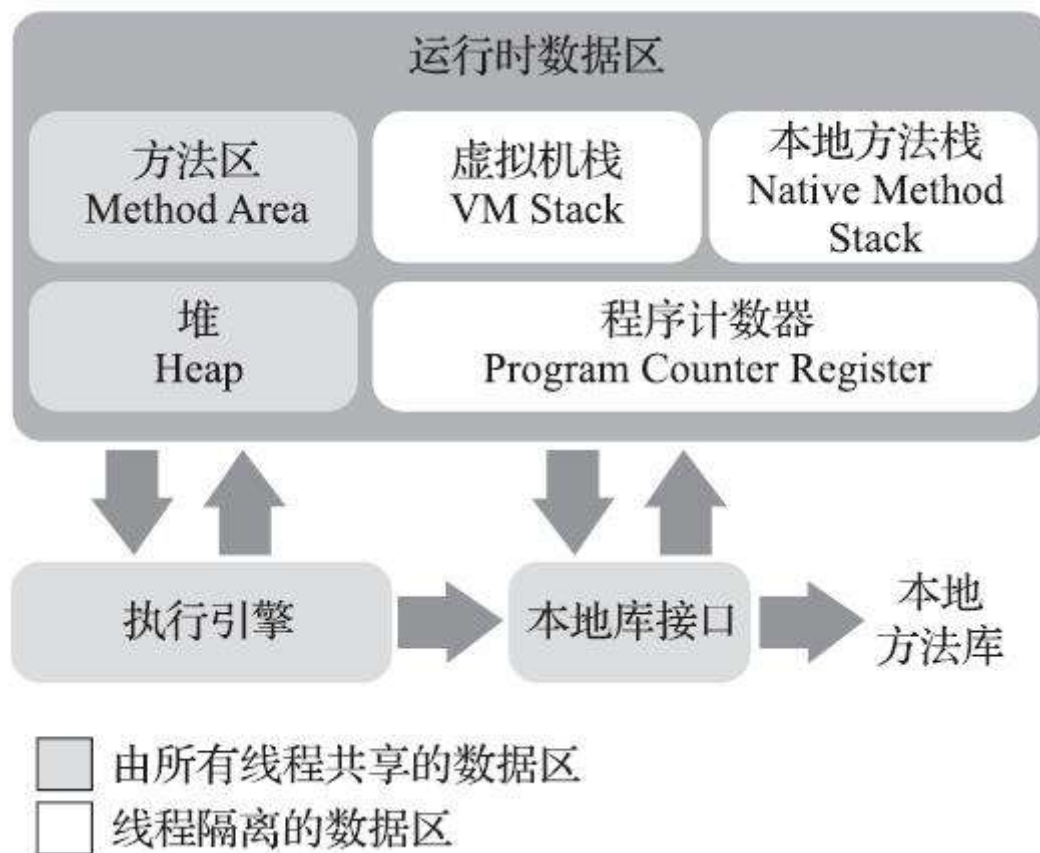 运行时数据区
方法区
Method Area
虚拟机栈
VM Stack
本地方法栈
Native Method
Stack
堆
Heap
程序计数器
Program Counter Register
执行引擎
本地库接口
本地
方法库
由所有线程共享的数据区
线程隔离的数据区